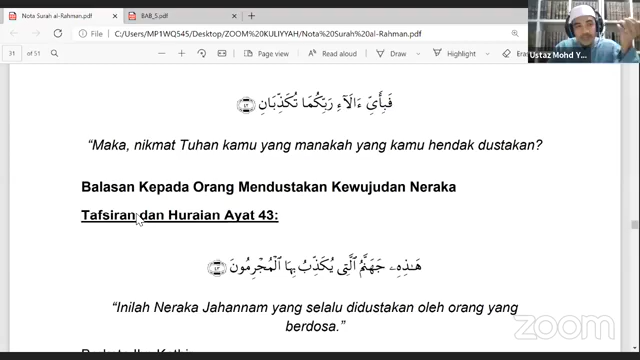 Nota Surah al-Rahman.pdf
BAB_5.pdf
File
C:/Users/MP1WQ545/Desktop/ZOOM%20KULIYYAH/Nota%20Surah%20al-Rahman.pdf
31 of 51
Page view
Read aloud
Draw
Highlight
Erase
Ustaz Mohd Y...
فَبِأَيِّ ءَالَآءِ رَبِّكُمَا تُكَذِّبَانِ ٤٢
“Maka, nikmat Tuhan kamu yang manakah yang kamu hendak dustakan?
Balasan Kepada Orang Mendustakan Kewujudan Neraka
Tafsiran dan Huraian Ayat 43:
هَـٰذِهِۦ جَهَنَّمُ ٱلَّتِى يُكَذِّبُ بِهَا ٱلْمُجْرِمُونَ ٤٣
“Inilah Neraka Jahannam yang selalu didustakan oleh orang yang
berdosa.”
zoom